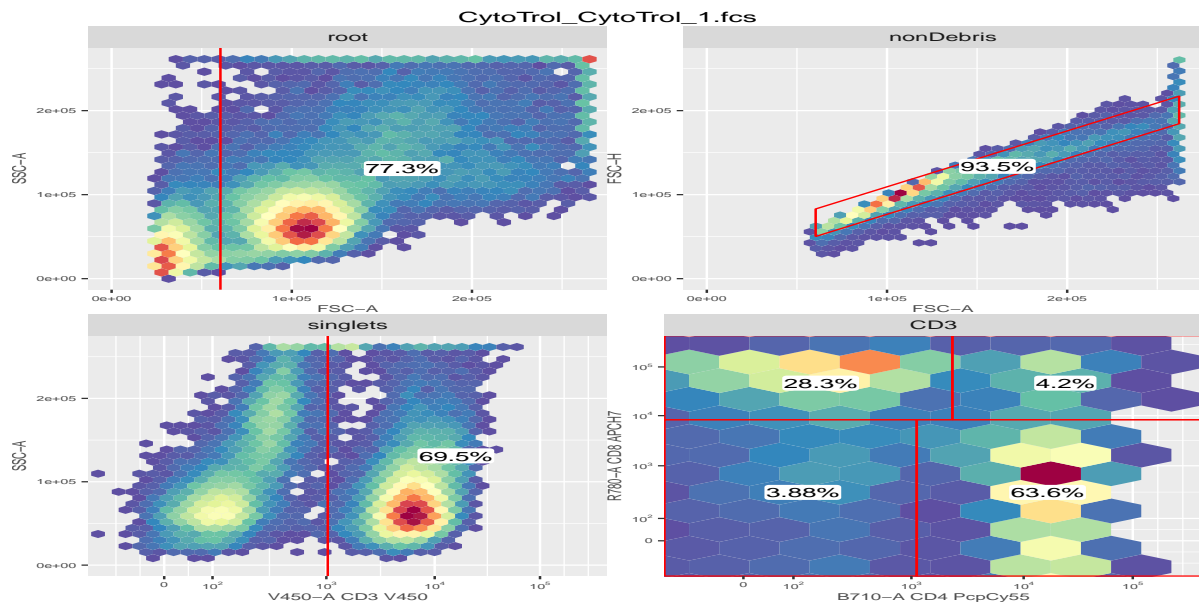 CytoTrol_CytoTrol_1.fcs
root
SSC−A
2e+05
1e+05
0e+00
77.3%
0e+00 1e+05 2e+05
FSC−A
nonDebris
FSC−H
2e+05
1e+05
0e+00
93.5%
0e+00 1e+05 2e+05
FSC−A
singlets
SSC−A
2e+05
1e+05
0e+00
69.5%
0 10² 10³ 10⁴ 10⁵
V450−A CD3 V450
CD3
R780−A CD8 APCH7
10⁵
10⁴
10³
10²
0
28.3% 4.2%
3.88% 63.6%
0 10² 10³ 10⁴ 10⁵
B710−A CD4 PcpCy55